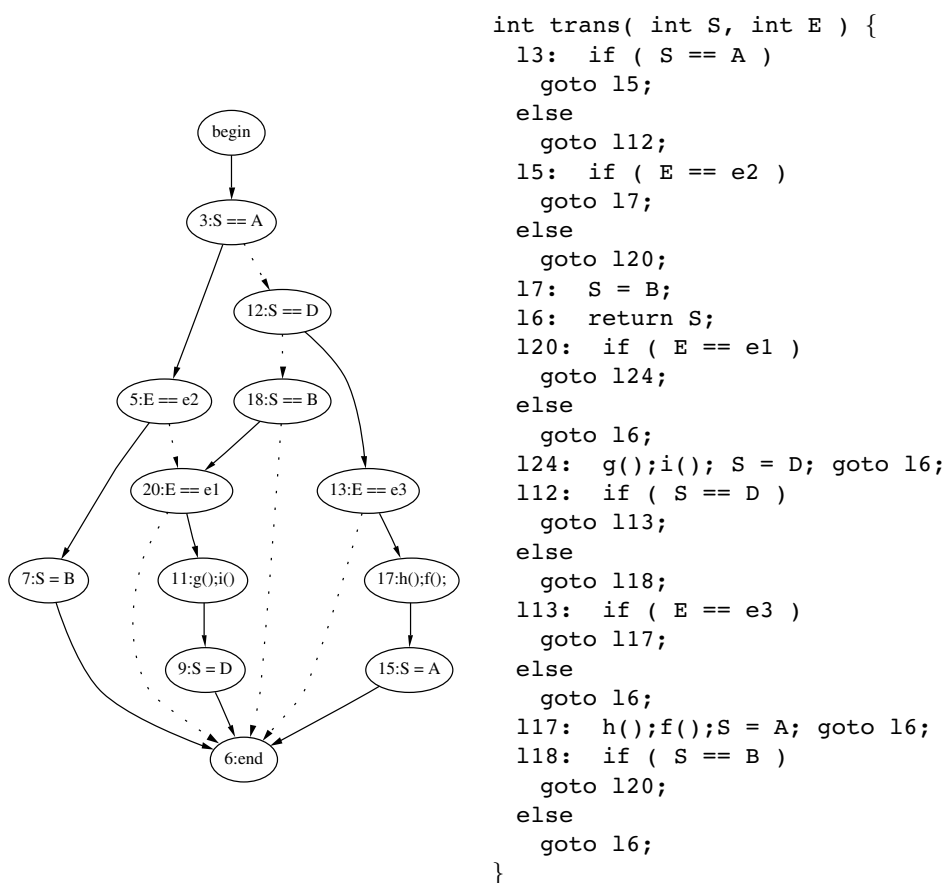 begin
3:S == A
12:S == D
5:E == e2
18:S == B
20:E == e1
13:E == e3
7:S = B
11:g();i()
17:h();f();
9:S = D
15:S = A
6:end
int trans( int S, int E ) {
l3: if ( S == A )
goto l5;
else
goto l12;
l5: if ( E == e2 )
goto l7;
else
goto l20;
l7: S = B;
l6: return S;
l20: if ( E == e1 )
goto l24;
else
goto l6;
l24: g();i(); S = D; goto l6;
l12: if ( S == D )
goto l13;
else
goto l18;
l13: if ( E == e3 )
goto l17;
else
goto l6;
l17: h();f();S = A; goto l6;
l18: if ( S == B )
goto l20;
else
goto l6;
}